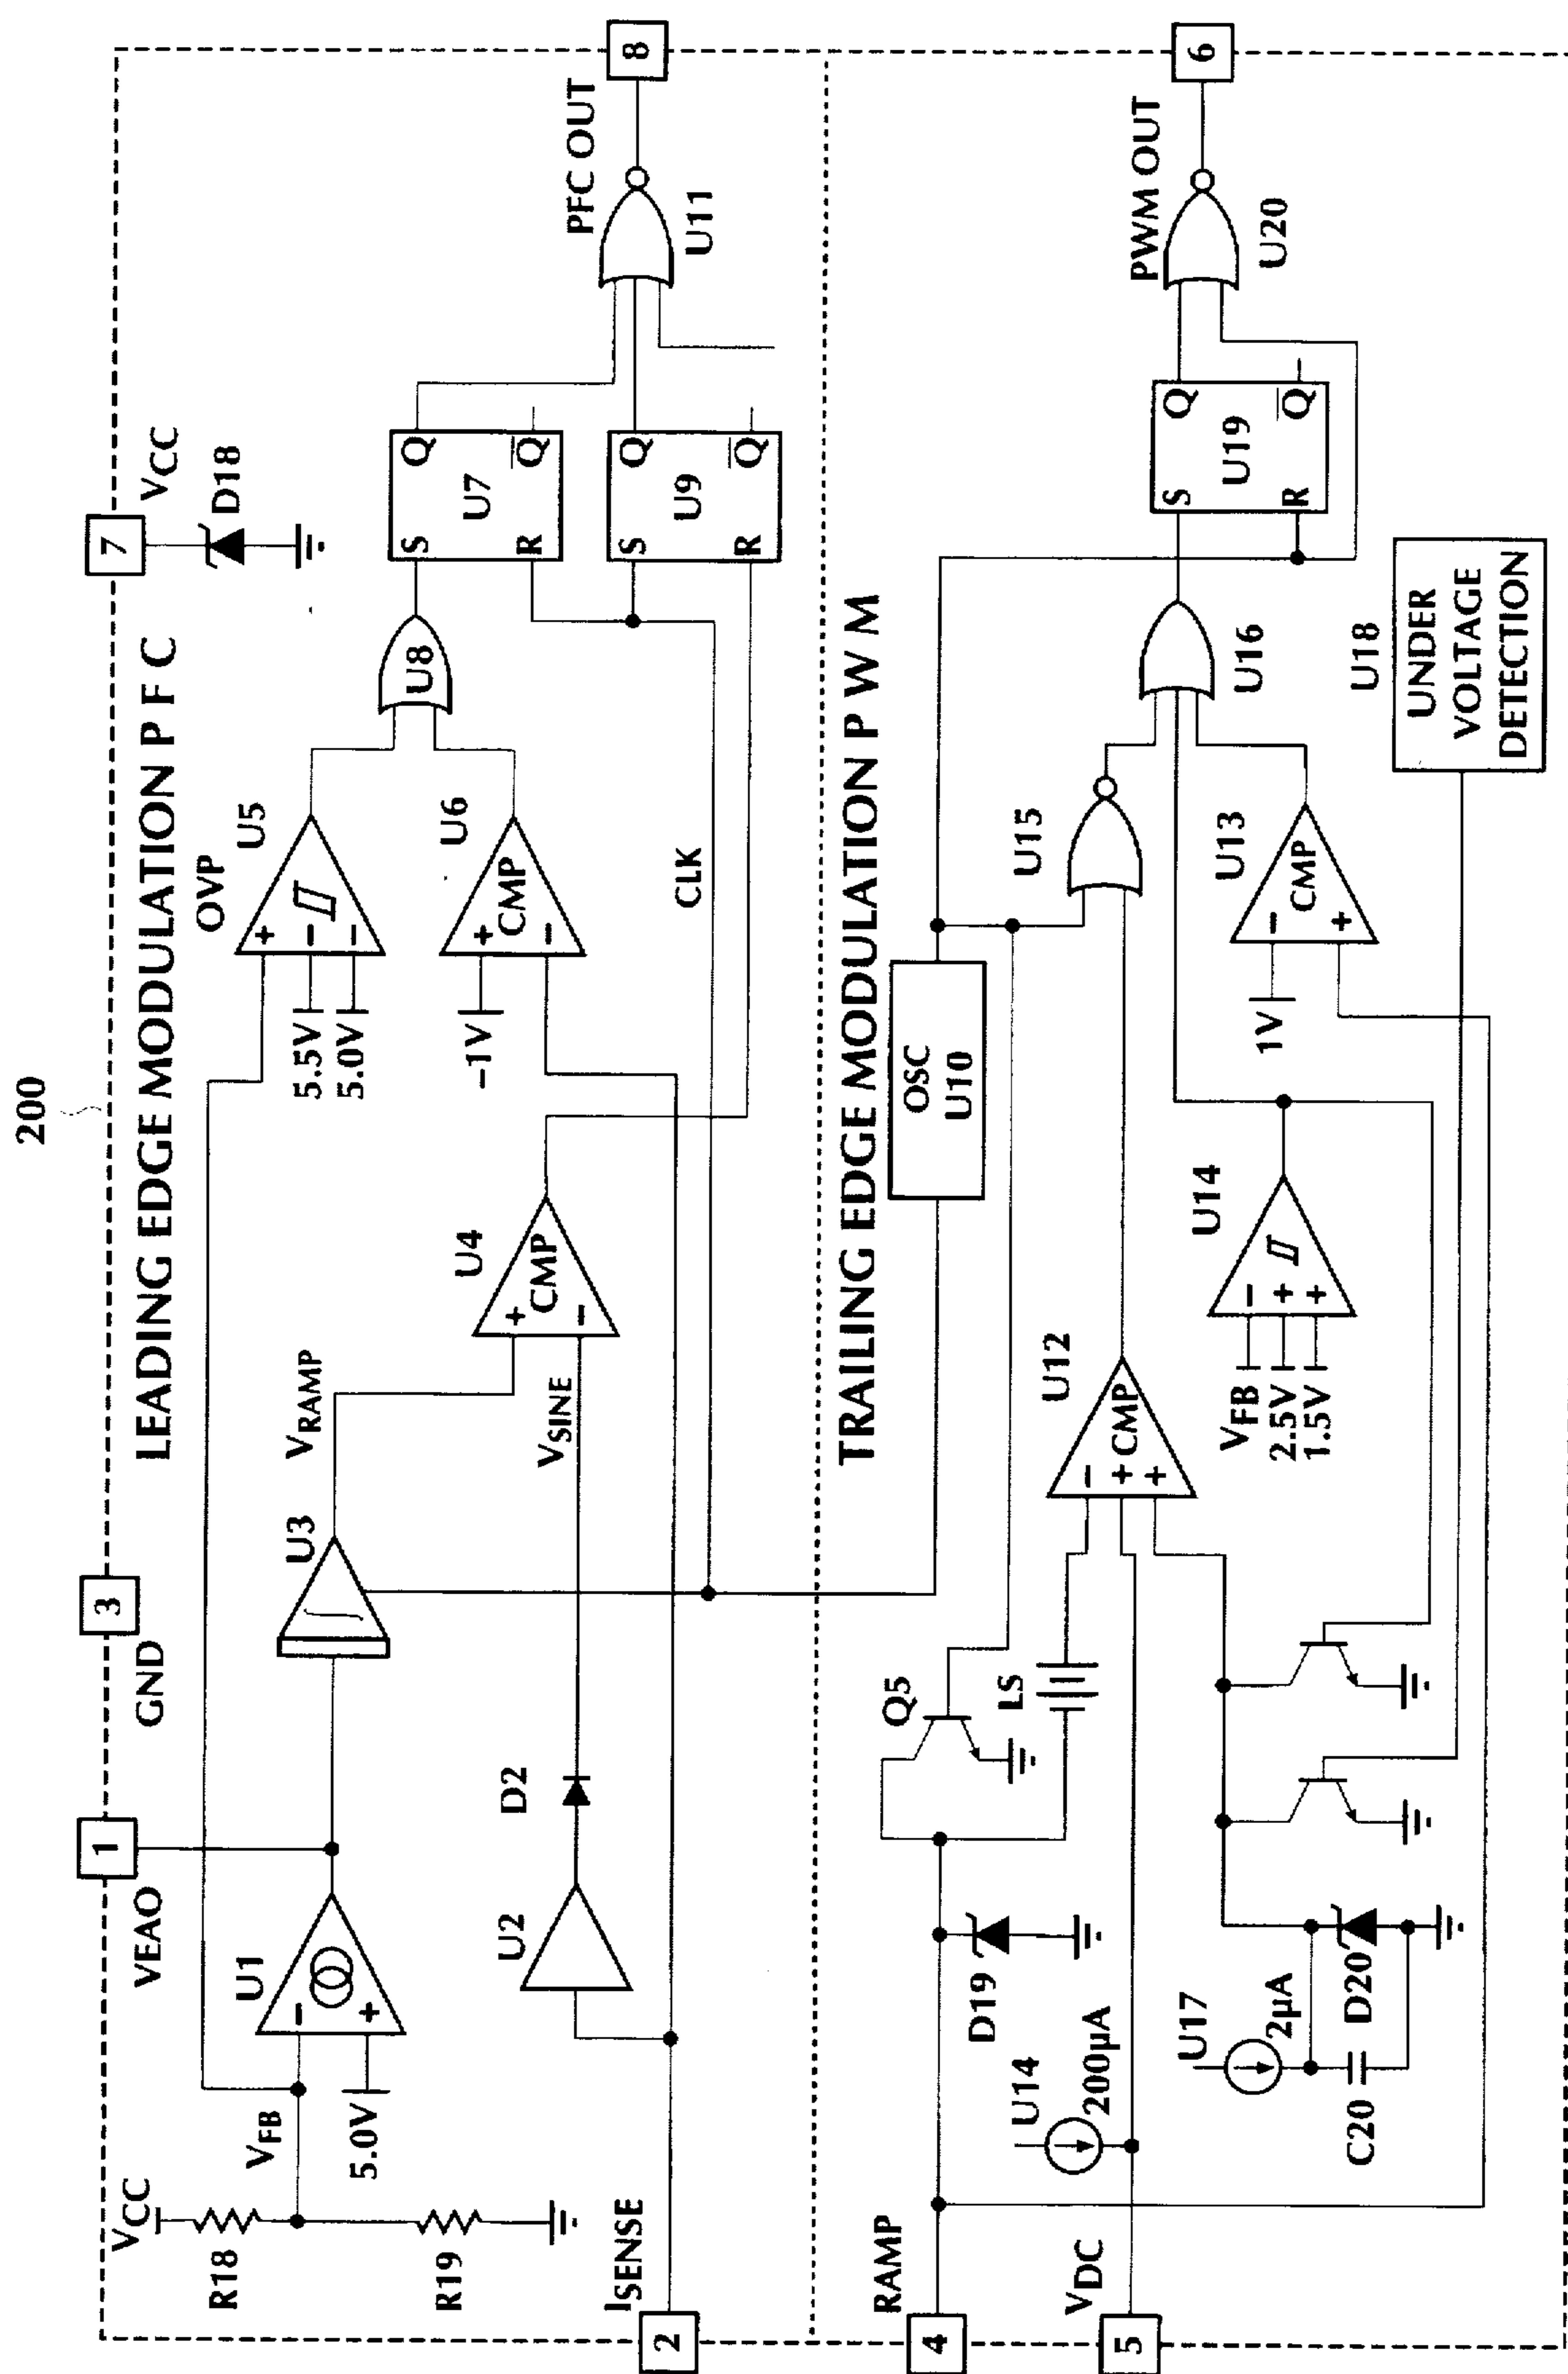 200
1
VEAO
3
GND
7
VCC
LEADING EDGE MODULATION P F C
VCC
R18
R19
VFB
5.0V
U1
−
+
U3
VRAMP
OVP
U5
+
−
−
5.5V
5.0V
U8
U6
+
−
CMP
−1V
D18
U7
S
R
Q
Q
U9
S
R
Q
Q
PFC OUT
U11
8
U2
D2
VSINE
U4
+
−
CMP
CLK
ISENSE
2
TRAILING EDGE MODULATION P W M
RAMP
4
VDC
5
D19
U14
200µA
Q5
LS
U12
−
+
+
CMP
OSC
U10
U15
U16
U19
S
R
Q
Q
PWM OUT
U20
6
U17
2µA
C20
D20
VFB
2.5V
1.5V
−
+
+
U14
1V
U13
−
+
CMP
U18
UNDER
VOLTAGE
DETECTION